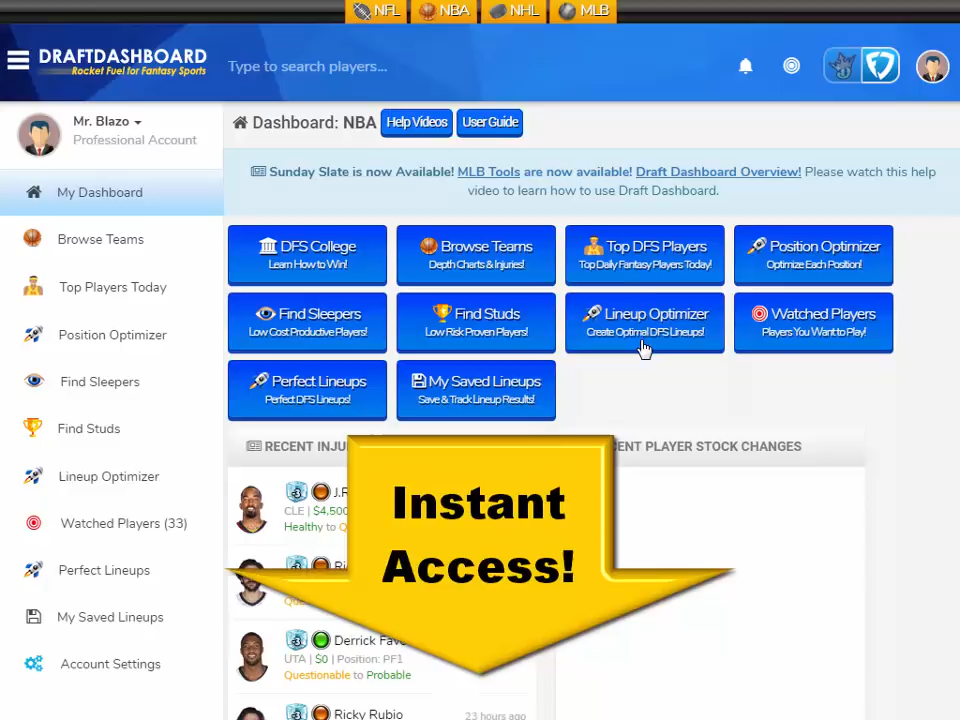 NFL NBA NHL MLB
DRAFTDASHBOARD
Rocket Fuel for Fantasy Sports
Type to search players...
Mr. Blazo
Professional Account
My Dashboard
Browse Teams
Top Players Today
Position Optimizer
Find Sleepers
Find Studs
Lineup Optimizer
Watched Players (33)
Perfect Lineups
My Saved Lineups
Account Settings
Dashboard: NBA Help Videos User Guide
Sunday Slate is now Available! MLB Tools are now available! Draft Dashboard Overview! Please watch this help
video to learn how to use Draft Dashboard.
DFS College
Learn How to Win!
Browse Teams
Depth Charts & Injuries!
Top DFS Players
Top Daily Fantasy Players Today!
Position Optimizer
Optimize Each Position!
Find Sleepers
Low Cost Productive Players!
Find Studs
Low Risk Proven Players!
Lineup Optimizer
Create Optimal DFS Lineups!
Watched Players
Players You Want to Play!
Perfect Lineups
Perfect DFS Lineups!
My Saved Lineups
Save & Track Lineup Results!
RECENT
PLAYER STOCK CHANGES
J.R
CLE | $4,500
Healthy to
Instant
Access!
Derrick
UTA | $0 | Position: PF1
Questionable to Probable
Ricky Rubio
23 hours ago